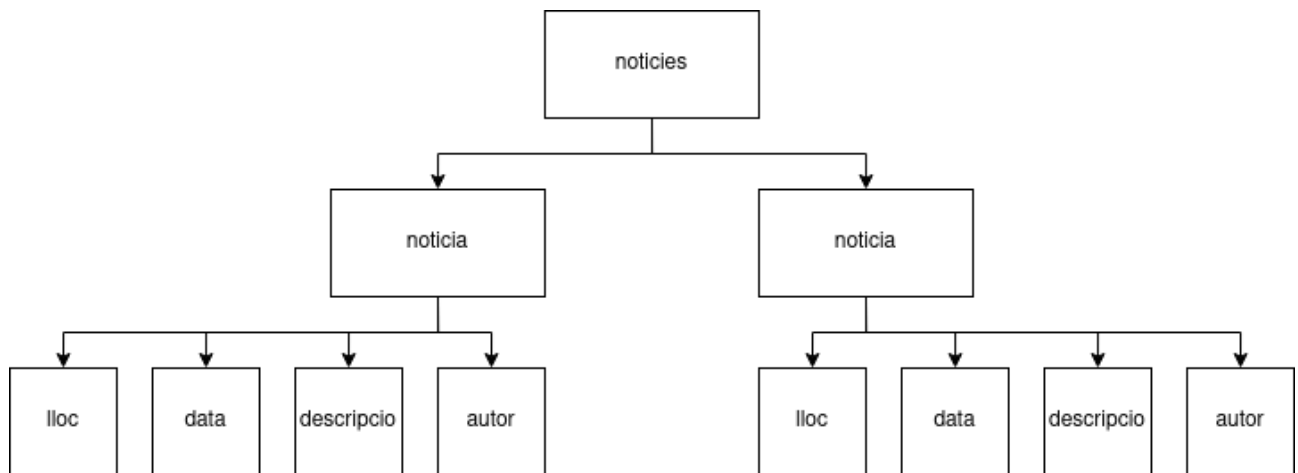 noticies
noticia
noticia
lloc
data
descripcio
autor
lloc
data
descripcio
autor